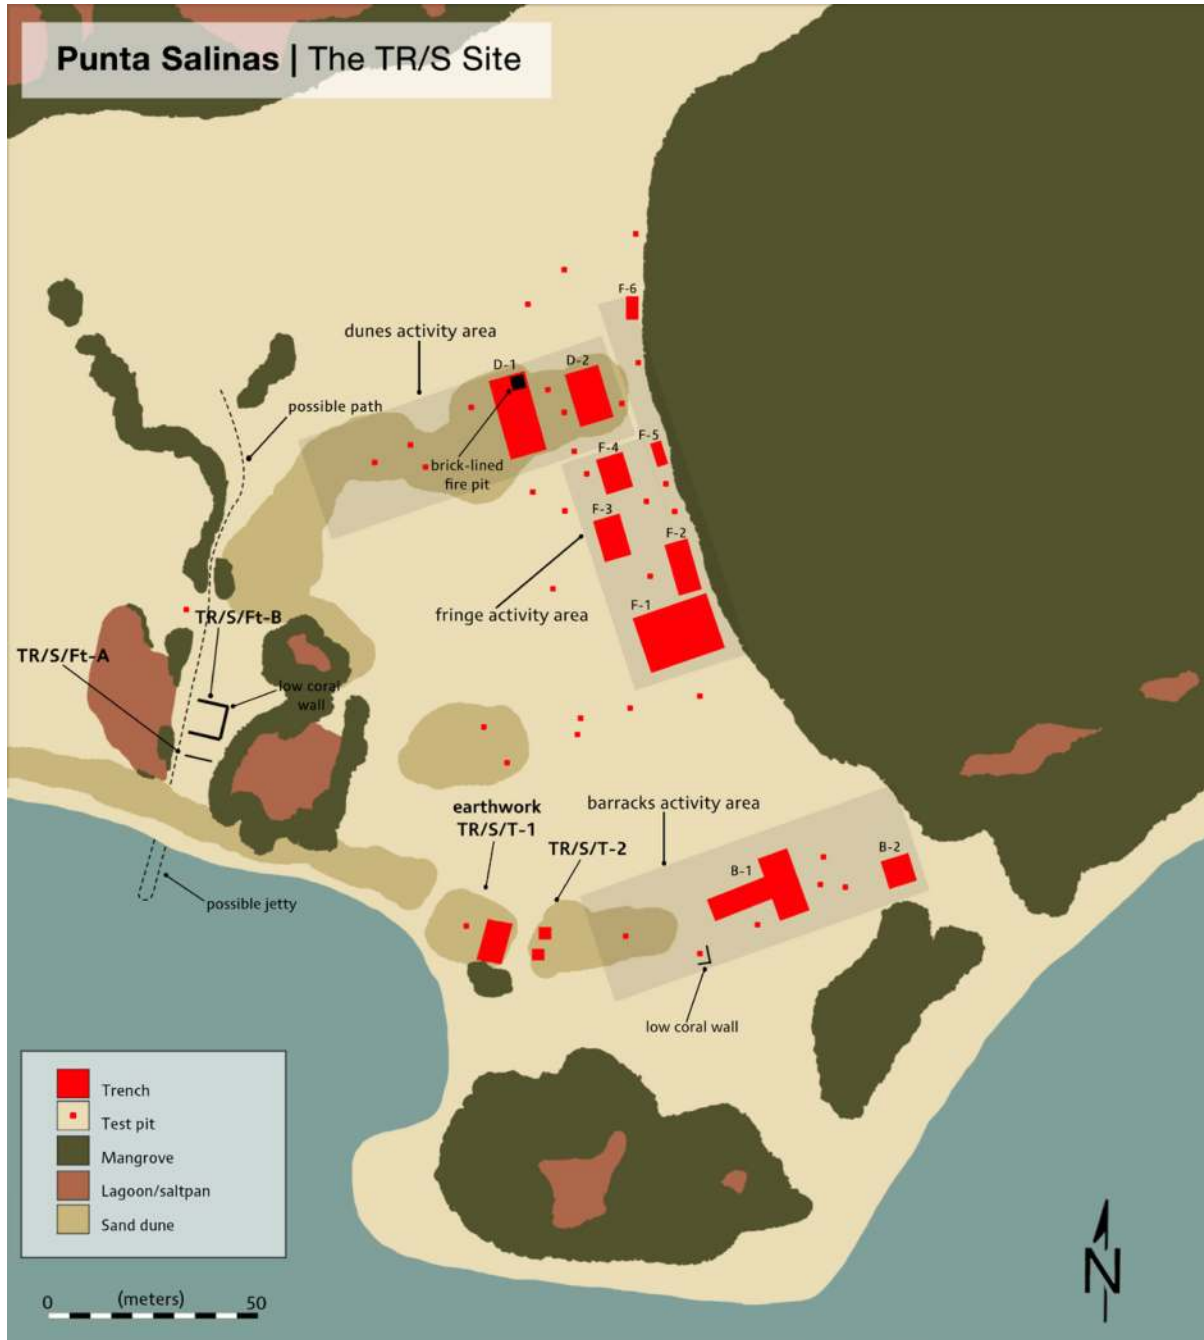 Punta Salinas | The TR/S Site
F-6
dunes activity area
D-1
D-2
possible path
F-5
F-4
brick-lined
fire pit
F-3
F-2
F-1
fringe activity area
TR/S/Ft-B
TR/S/Ft-A
low coral
wall
earthwork
TR/S/T-1
barracks activity area
TR/S/T-2
B-1
B-2
possible jetty
low coral wall
Trench
Test pit
Mangrove
Lagoon/saltpan
Sand dune
0 (meters) 50
N